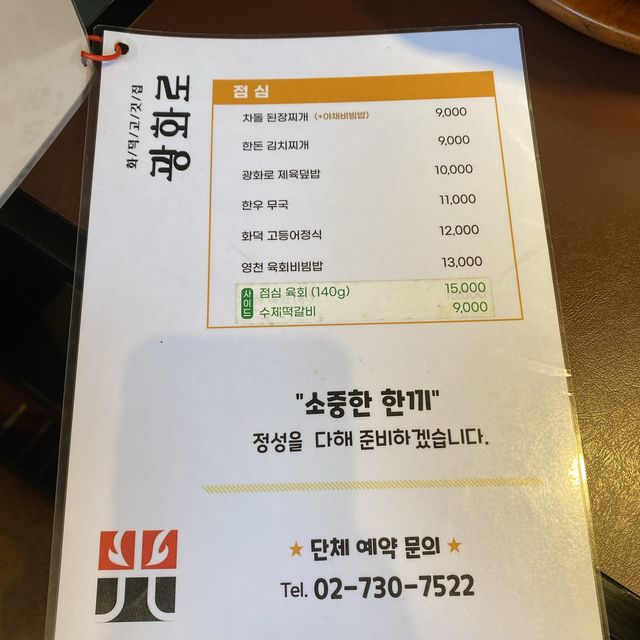 화/덕/고/깃/집
광화로
점심
차돌 된장찌개 (+야채비빔밥) 9,000
한돈 김치찌개 9,000
광화로 제육덮밥 10,000
한우 무국 11,000
화덕 고등어정식 12,000
영천 육회비빔밥 13,000
사이드
점심 육회 (140g) 15,000
수제떡갈비 9,000
"소중한 한끼"
정성을 다해 준비하겠습니다.
★ 단체 예약 문의 ★
Tel. 02-730-7522